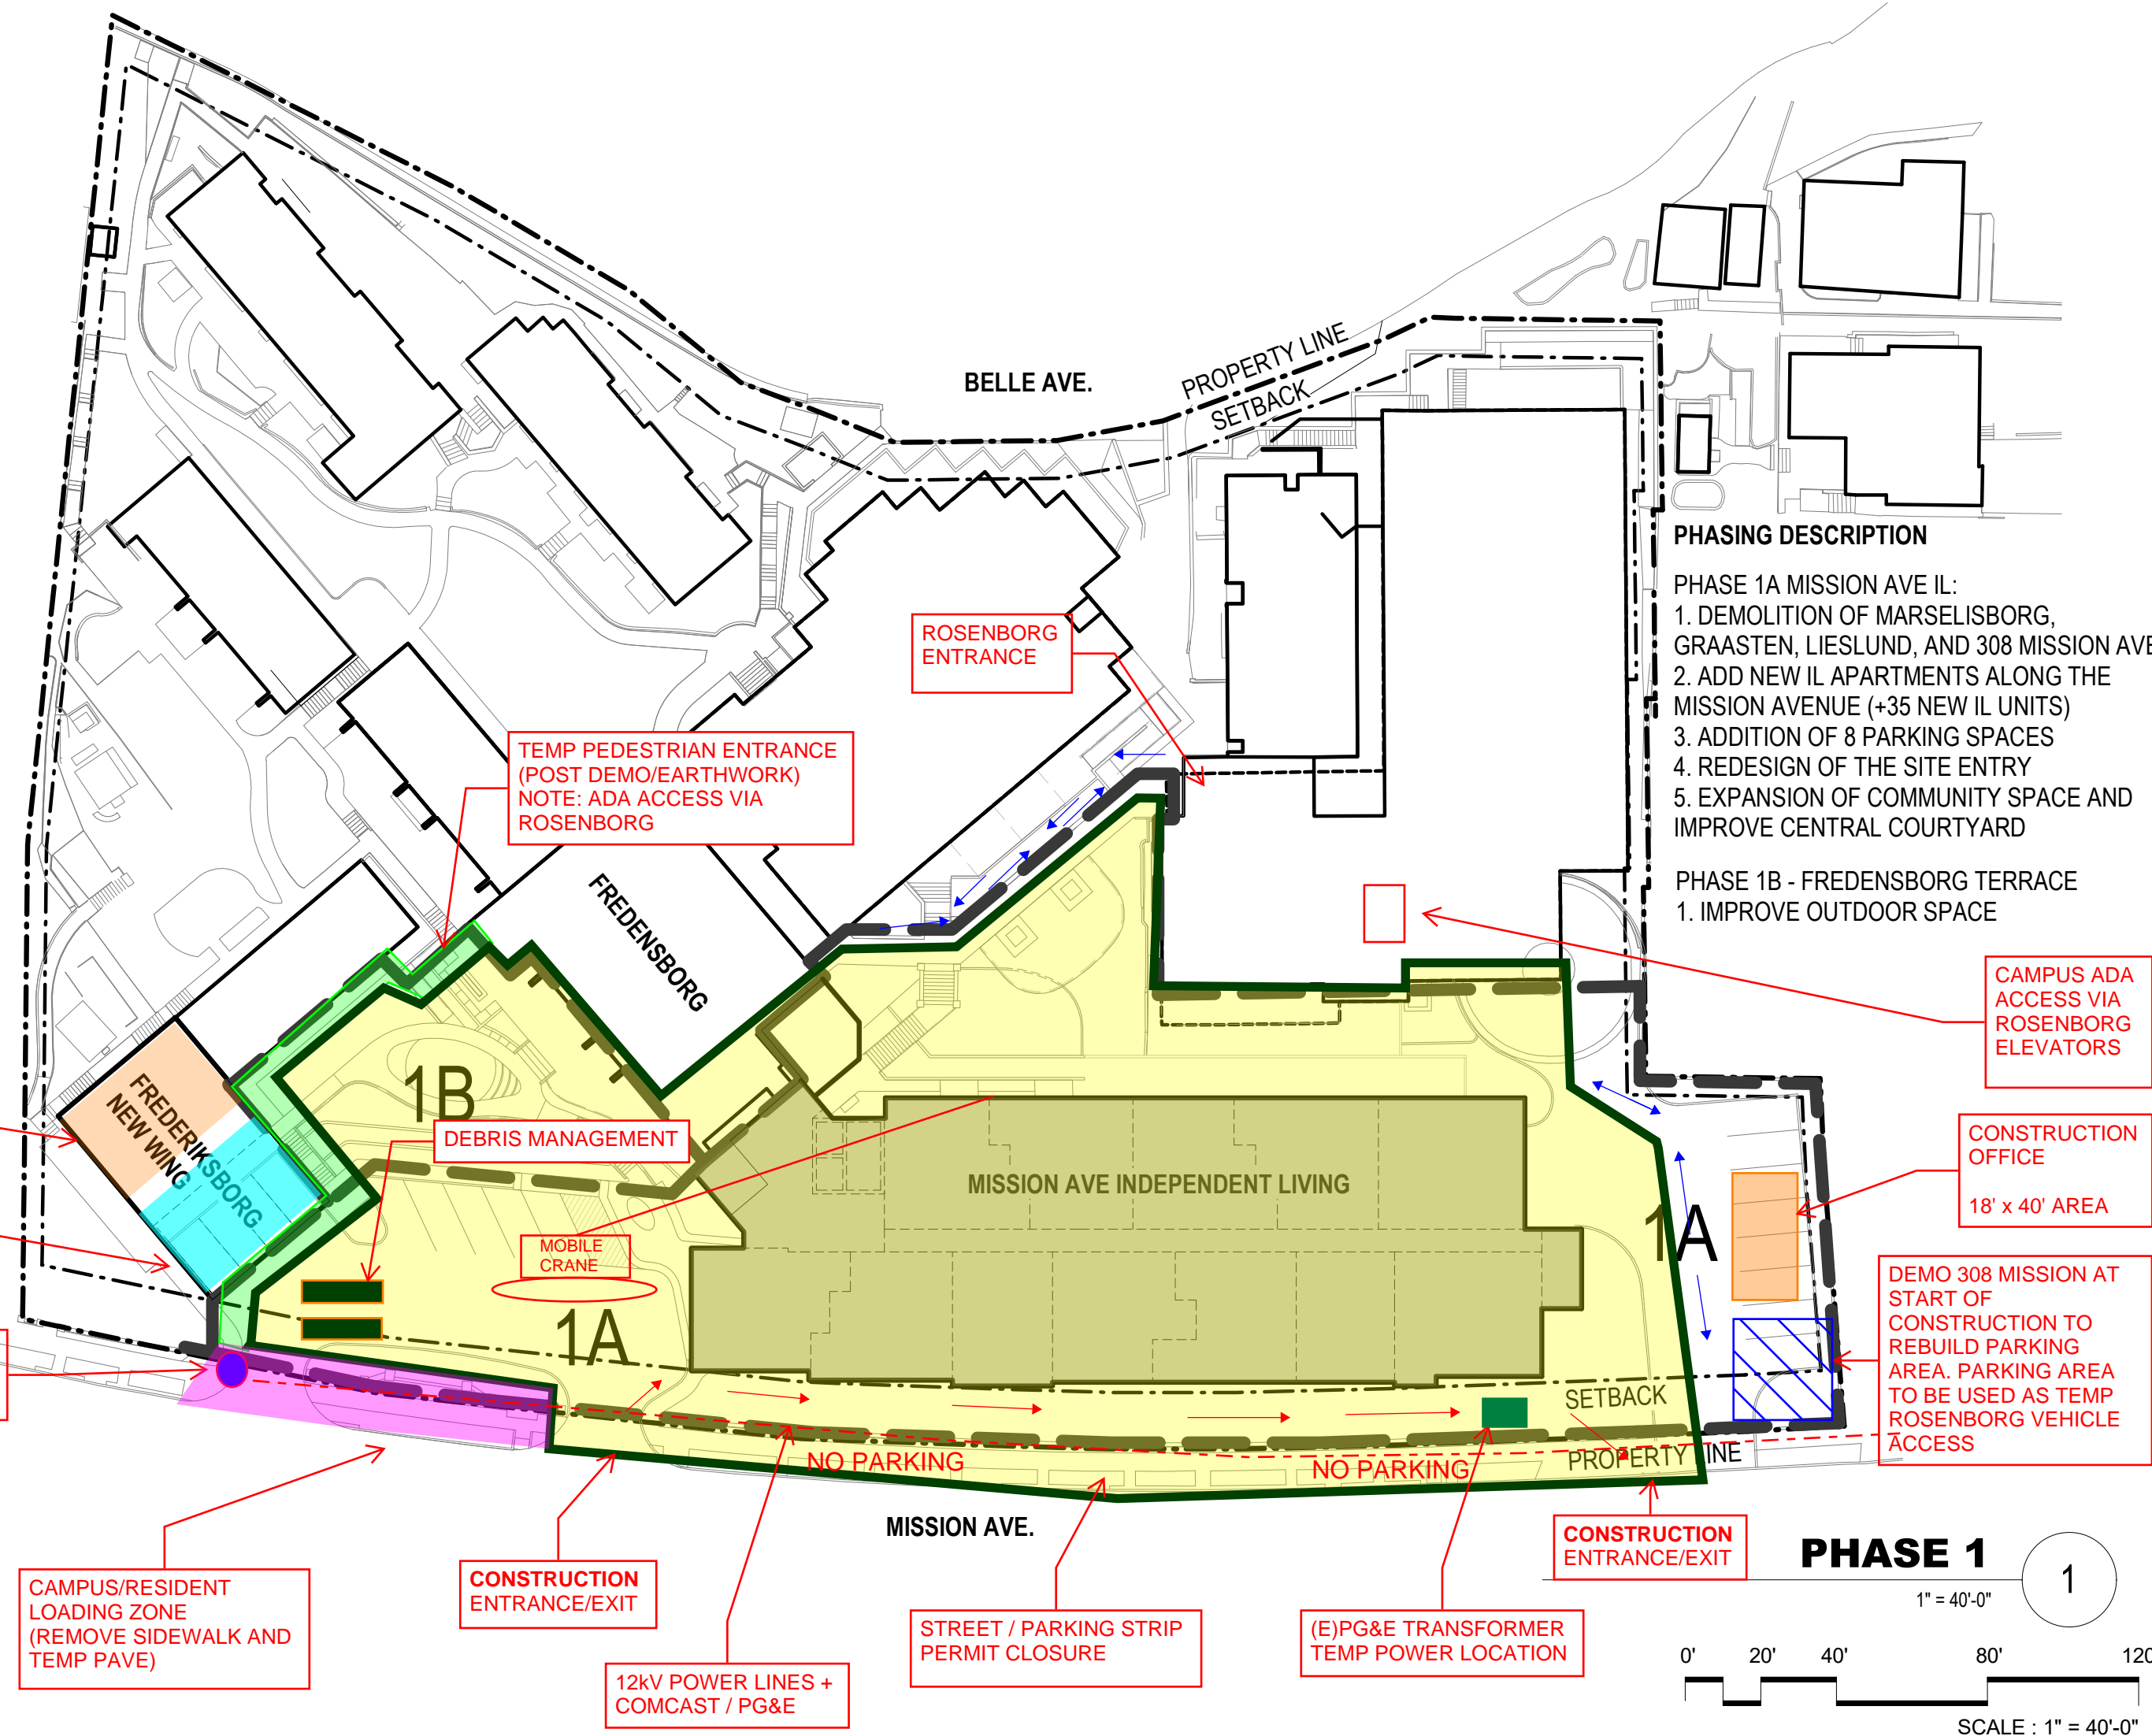 BELLE AVE.
PROPERTY LINE
SETBACK
PHASING DESCRIPTION
PHASE 1A MISSION AVE IL:
1. DEMOLITION OF MARSELISBORG,
GRAASTEN, LIESLUND, AND 308 MISSION AVE
2. ADD NEW IL APARTMENTS ALONG THE
MISSION AVENUE (+35 NEW IL UNITS)
3. ADDITION OF 8 PARKING SPACES
4. REDESIGN OF THE SITE ENTRY
5. EXPANSION OF COMMUNITY SPACE AND
IMPROVE CENTRAL COURTYARD
PHASE 1B - FREDENSBORG TERRACE
1. IMPROVE OUTDOOR SPACE
ROSENBORG
ENTRANCE
TEMP PEDESTRIAN ENTRANCE
(POST DEMO/EARTHWORK)
NOTE: ADA ACCESS VIA
ROSENBORG
FREDENSBORG
CAMPUS ADA
ACCESS VIA
ROSENBORG
ELEVATORS
1B
FREDERIKSBORG
NEW WING
DEBRIS MANAGEMENT
MISSION AVE INDEPENDENT LIVING
CONSTRUCTION
OFFICE
18' x 40' AREA
1A
MOBILE
CRANE
1A
DEMO 308 MISSION AT
START OF
CONSTRUCTION TO
REBUILD PARKING
AREA. PARKING AREA
TO BE USED AS TEMP
ROSENBORG VEHICLE
ACCESS
SETBACK
PROPERTY LINE
NO PARKING
NO PARKING
MISSION AVE.
CAMPUS/RESIDENT
LOADING ZONE
(REMOVE SIDEWALK AND
TEMP PAVE)
CONSTRUCTION
ENTRANCE/EXIT
12kV POWER LINES +
COMCAST / PG&E
STREET / PARKING STRIP
PERMIT CLOSURE
(E)PG&E TRANSFORMER
TEMP POWER LOCATION
CONSTRUCTION
ENTRANCE/EXIT
PHASE 1
1
1" = 40'-0"
0' 20' 40' 80' 120
SCALE : 1" = 40'-0"